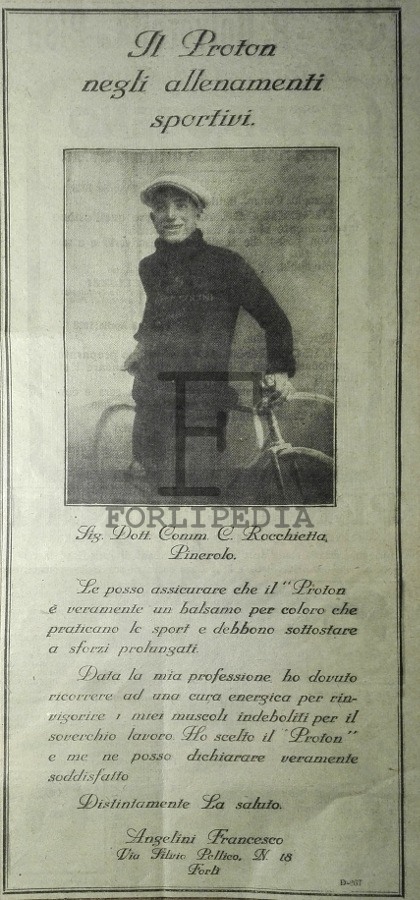 Il Proton
negli allenamenti
sportivi.
F
FORLIPEDIA
Sig. Dott. Comm. C. Rocchietta,
Pinerolo.
Le posso assicurare che il "Proton
è veramente un balsamo per coloro che
praticano lo sport e debbono sottostare
a sforzi prolungati.
Data la mia professione ho dovuto
ricorrere ad una cura energica per rin-
vigorire i miei muscoli indeboliti per il
soverchio lavoro. Ho scelto il "Proton"
e me ne posso dichiarare veramente
soddisfatto
Distintamente La saluto.
Angelini Francesco
Via Silvio Pellico, N. 18
Forlì
D-207